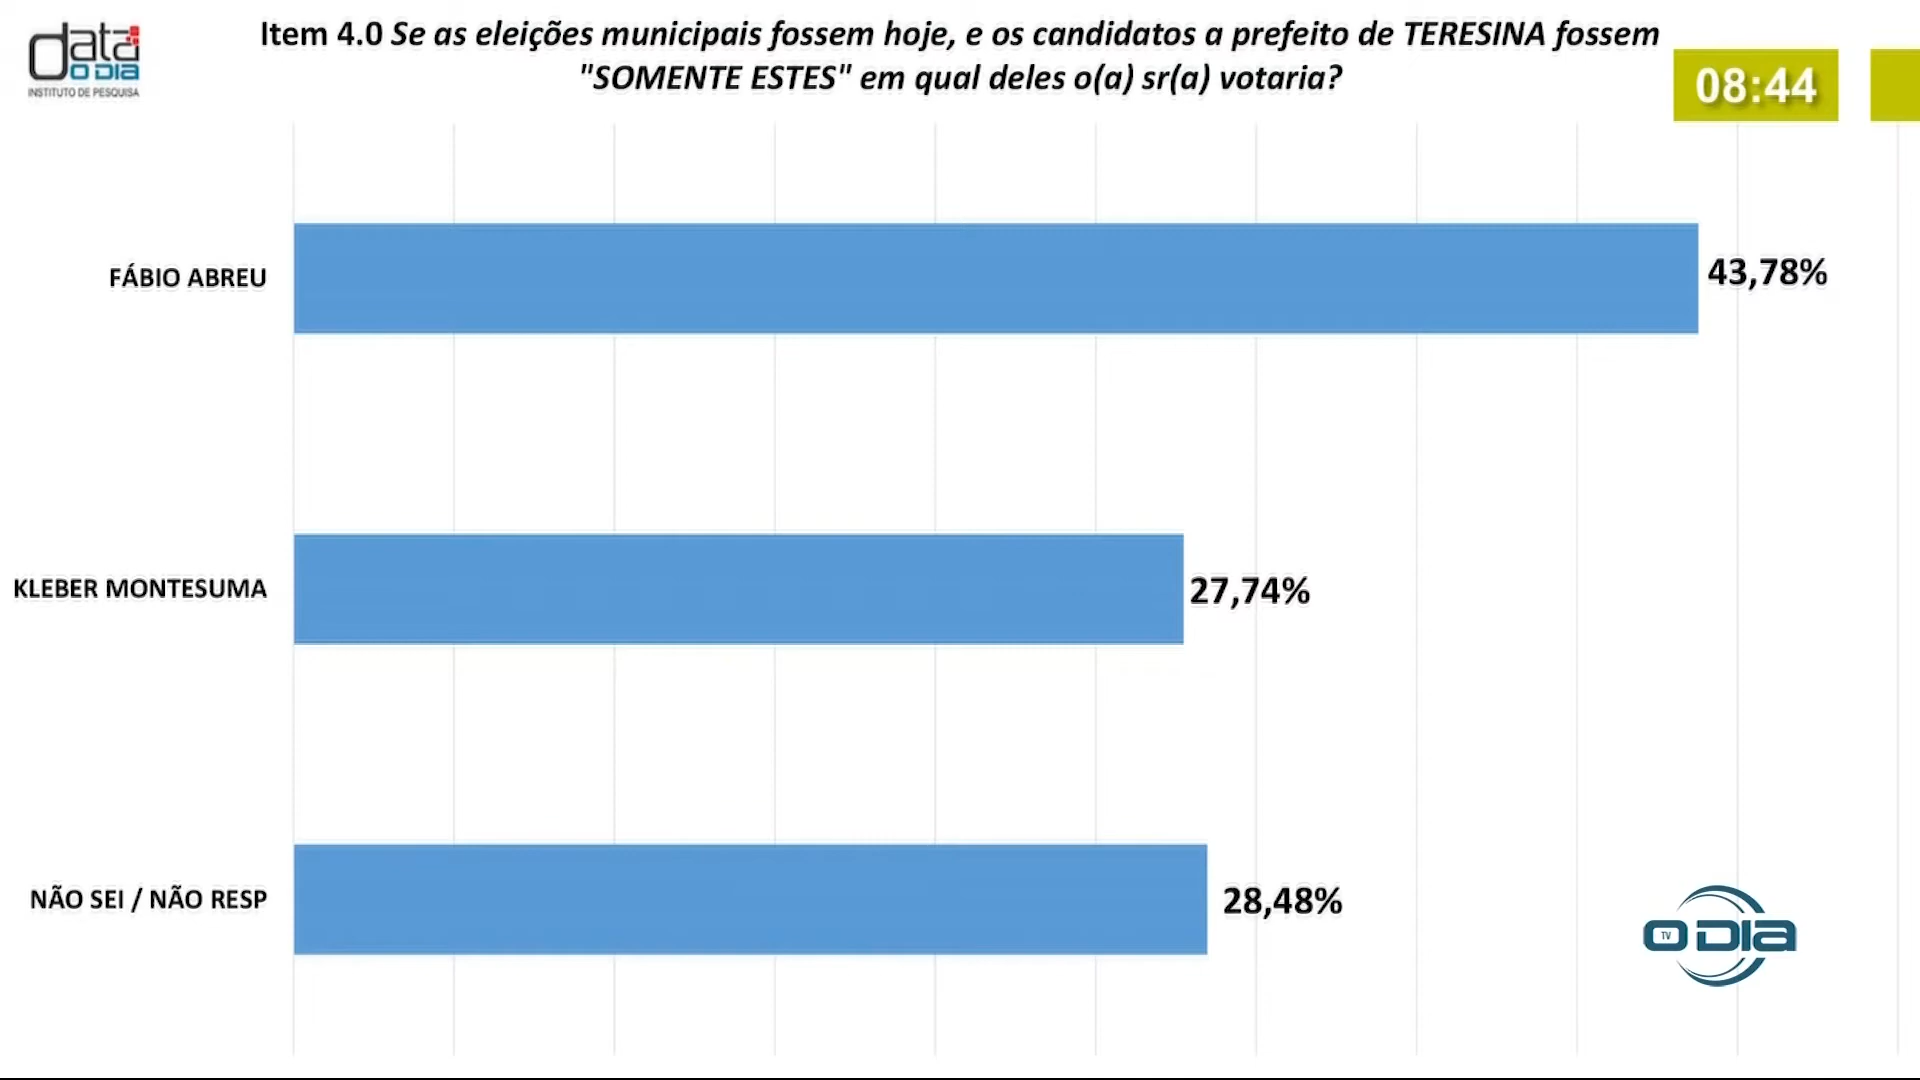 data
O DIA
INSTITUTO DE PESQUISA
Item 4.0 Se as eleições municipais fossem hoje, e os candidatos a prefeito de TERESINA fossem
"SOMENTE ESTES" em qual deles o(a) sr(a) votaria?
08:44
FÁBIO ABREU
43,78%
KLEBER MONTESUMA
27,74%
NÃO SEI / NÃO RESP
28,48%
TV
O DIA